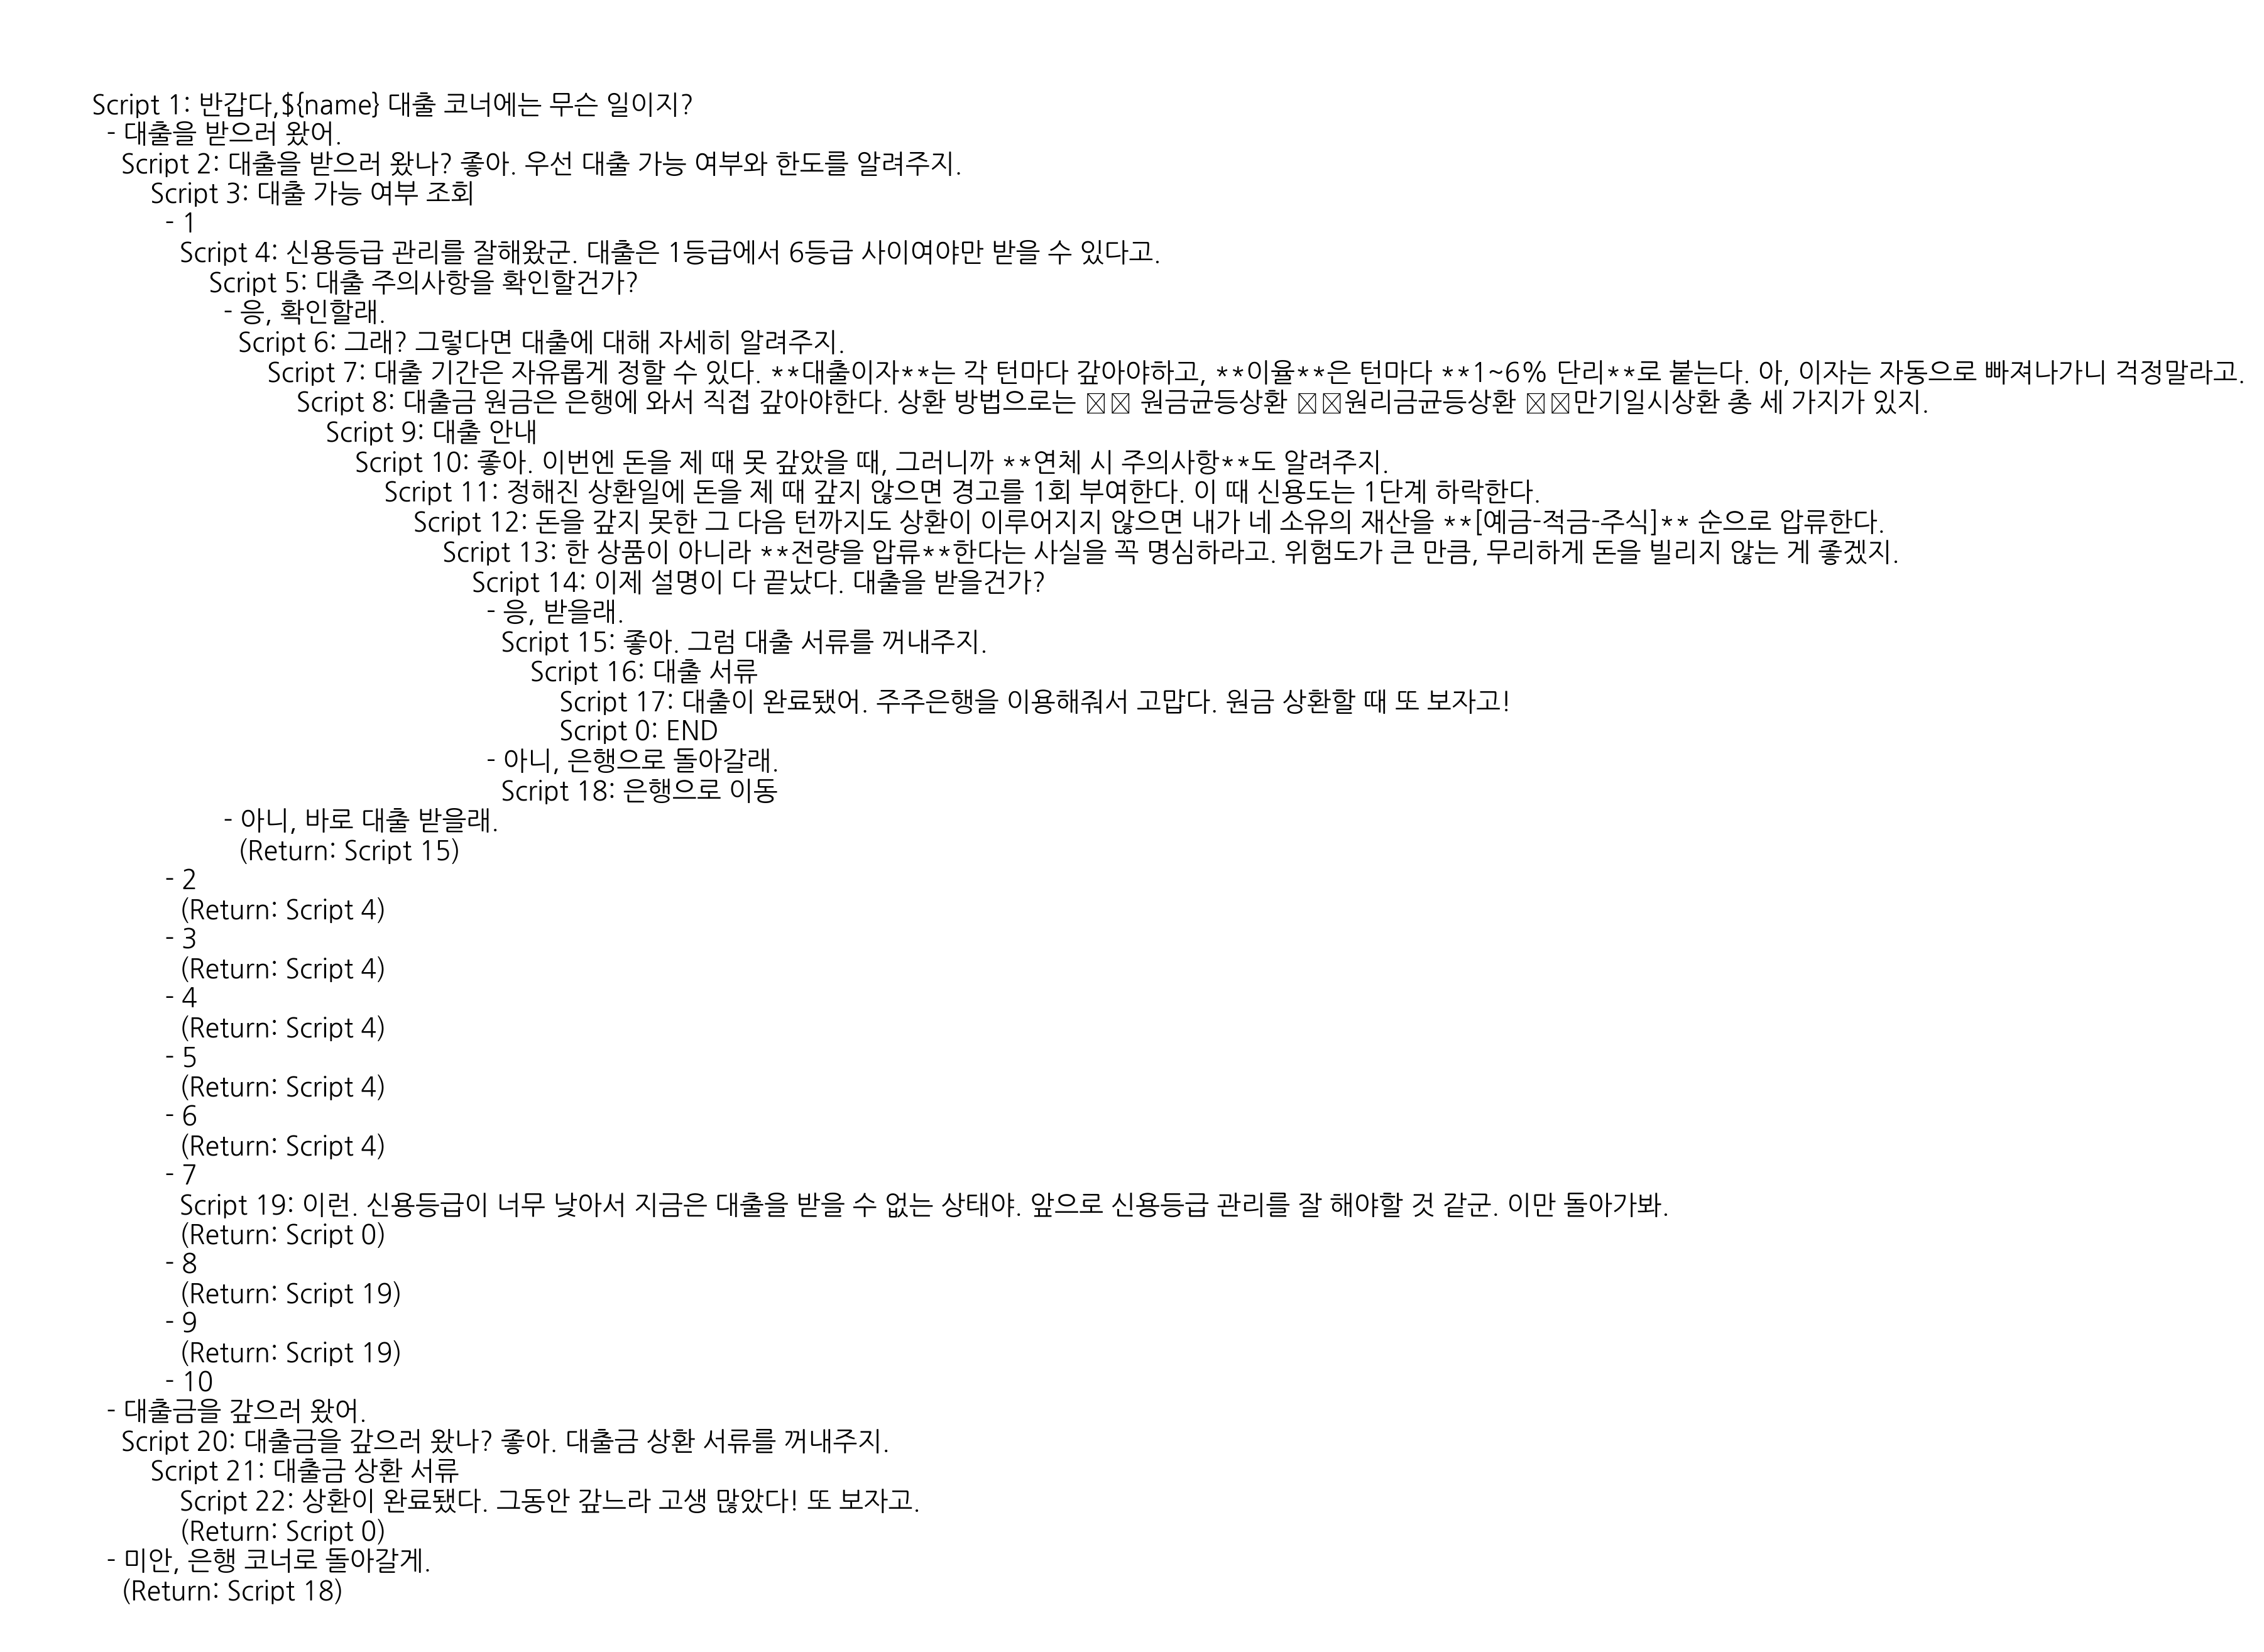 Script 1: 반갑다,${name} 대출 코너에는 무슨 일이지?
- 대출을 받으러 왔어.
Script 2: 대출을 받으러 왔나? 좋아. 우선 대출 가능 여부와 한도를 알려주지.
Script 3: 대출 가능 여부 조회
- 1
Script 4: 신용등급 관리를 잘해왔군. 대출은 1등급에서 6등급 사이여야만 받을 수 있다고.
Script 5: 대출 주의사항을 확인할건가?
- 응, 확인할래.
Script 6: 그래? 그렇다면 대출에 대해 자세히 알려주지.
Script 7: 대출 기간은 자유롭게 정할 수 있다. **대출이자**는 각 턴마다 갚아야하고, **이율**은 턴마다 **1~6% 단리**로 붙는다. 아, 이자는 자동으로 빠져나가니 걱정말라고.
Script 8: 대출금 원금은 은행에 와서 직접 갚아야한다. 상환 방법으로는 원금균등상환 원리금균등상환 만기일시상환 총 세 가지가 있지.
Script 9: 대출 안내
Script 10: 좋아. 이번엔 돈을 제 때 못 갚았을 때, 그러니까 **연체 시 주의사항**도 알려주지.
Script 11: 정해진 상환일에 돈을 제 때 갚지 않으면 경고를 1회 부여한다. 이 때 신용도는 1단계 하락한다.
Script 12: 돈을 갚지 못한 그 다음 턴까지도 상환이 이루어지지 않으면 내가 네 소유의 재산을 **[예금-적금-주식]** 순으로 압류한다.
Script 13: 한 상품이 아니라 **전량을 압류**한다는 사실을 꼭 명심하라고. 위험도가 큰 만큼, 무리하게 돈을 빌리지 않는 게 좋겠지.
Script 14: 이제 설명이 다 끝났다. 대출을 받을건가?
- 응, 받을래.
Script 15: 좋아. 그럼 대출 서류를 꺼내주지.
Script 16: 대출 서류
Script 17: 대출이 완료됐어. 주주은행을 이용해줘서 고맙다. 원금 상환할 때 또 보자고!
Script 0: END
- 아니, 은행으로 돌아갈래.
Script 18: 은행으로 이동
- 아니, 바로 대출 받을래.
(Return: Script 15)
- 2
(Return: Script 4)
- 3
(Return: Script 4)
- 4
(Return: Script 4)
- 5
(Return: Script 4)
- 6
(Return: Script 4)
- 7
Script 19: 이런. 신용등급이 너무 낮아서 지금은 대출을 받을 수 없는 상태야. 앞으로 신용등급 관리를 잘 해야할 것 같군. 이만 돌아가봐.
(Return: Script 0)
- 8
(Return: Script 19)
- 9
(Return: Script 19)
- 10
- 대출금을 갚으러 왔어.
Script 20: 대출금을 갚으러 왔나? 좋아. 대출금 상환 서류를 꺼내주지.
Script 21: 대출금 상환 서류
Script 22: 상환이 완료됐다. 그동안 갚느라 고생 많았다! 또 보자고.
(Return: Script 0)
- 미안, 은행 코너로 돌아갈게.
(Return: Script 18)